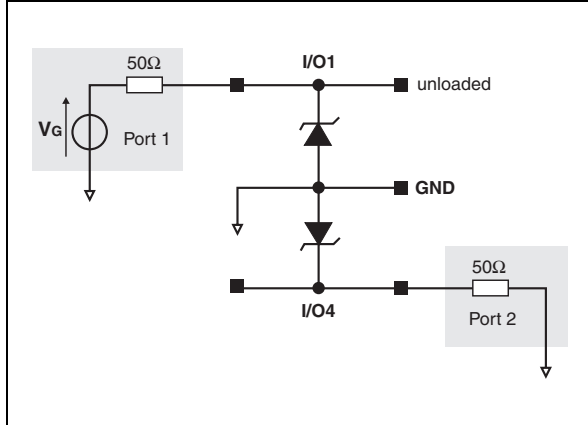 50Ω
I/O1
unloaded
VG
Port 1
GND
50Ω
I/O4
Port 2